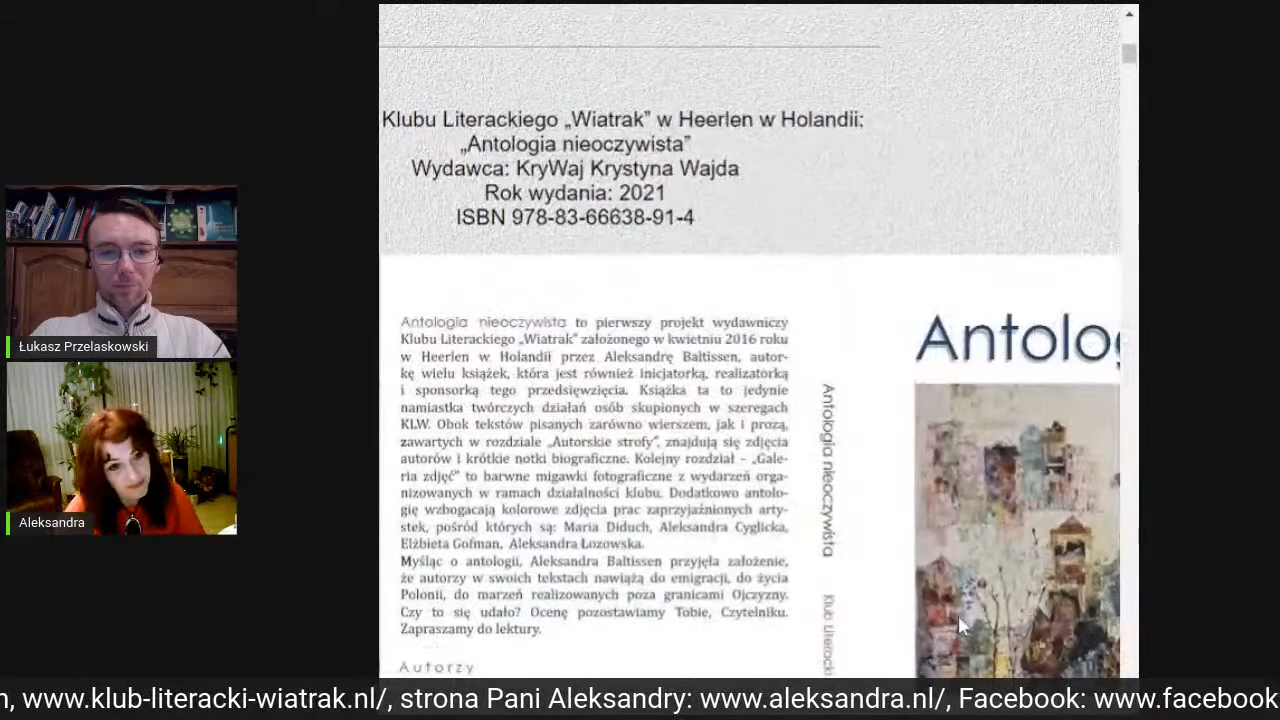 Klubu Literackiego „Wiatrak” w Heerlen w Holandii:
„Antologia nieoczywista”
Wydawca: KryWaj Krystyna Wajda
Rok wydania: 2021
ISBN 978-83-66638-91-4
Antologia nieoczywista to pierwszy projekt wydawniczy
Klubu Literackiego „Wiatrak” założonego w kwietniu 2016 roku
w Heerlen w Holandii przez Aleksandrę Baltissen, autor-
kę wielu książek, która jest również inicjatorką, realizatorką
i sponsorką tego przedsięwzięcia. Książka ta to jedynie
namiastka twórczych działań osób skupionych w szeregach
KLW. Obok tekstów pisanych zarówno wierszem, jak i prozą,
zawartych w rozdziale „Autorskie strofy”, znajdują się zdjęcia
autorów i krótkie notki biograficzne. Kolejny rozdział – „Gale-
ria zdjęć” to barwne migawki fotograficzne z wydarzeń orga-
nizowanych w ramach działalności klubu. Dodatkowo antolo-
gię wzbogacają kolorowe zdjęcia prac zaprzyjaźnionych arty-
stek, pośród których są: Maria Diduch, Aleksandra Cyglicka,
Elżbieta Gofman, Aleksandra Łozowska.
Myśląc o antologii, Aleksandra Baltissen przyjęła założenie,
że autorzy w swoich tekstach nawiążą do emigracji, do życia
Polonii, do marzeń realizowanych poza granicami Ojczyzny.
Czy to się udało? Ocenę pozostawiamy Tobie, Czytelniku.
Zapraszamy do lektury.
Autorzy
Antologia nieoczywista
Klub Literacki
Antolog
Łukasz Przelaskowski
Aleksandra
n, www.klub-literacki-wiatrak.nl/, strona Pani Aleksandry: www.aleksandra.nl/, Facebook: www.facebook